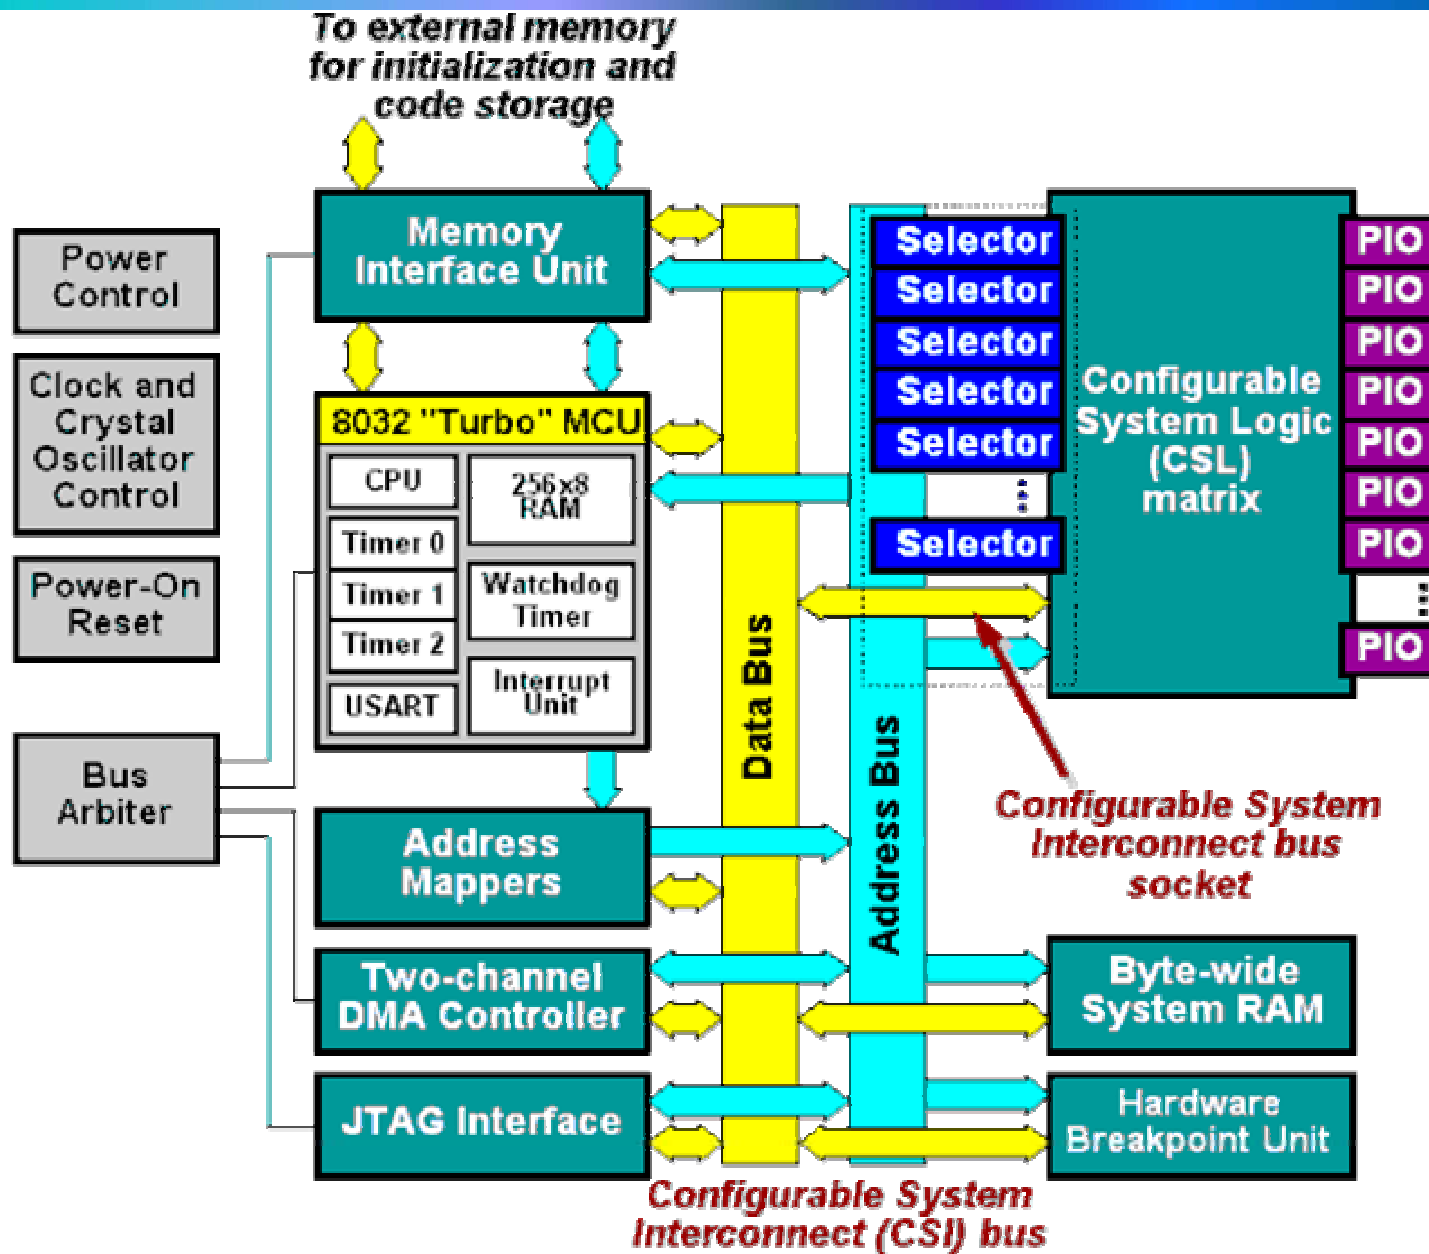 To external memory
for initialization and
code storage
Power
Control
Clock and
Crystal
Oscillator
Control
Power-On
Reset
Bus
Arbiter
Memory
Interface Unit
8032 "Turbo" MCU
CPU
Timer 0
Timer 1
Timer 2
USART
256x8
RAM
Watchdog
Timer
Interrupt
Unit
Address
Mappers
Two-channel
DMA Controller
JTAG Interface
Data Bus
Address Bus
Selector
Selector
Selector
Selector
Selector
Selector
Configurable
System Logic
(CSL)
matrix
PIO
PIO
PIO
PIO
PIO
PIO
PIO
PIO
Configurable System
Interconnect bus
socket
Byte-wide
System RAM
Hardware
Breakpoint Unit
Configurable System
Interconnect (CSI) bus